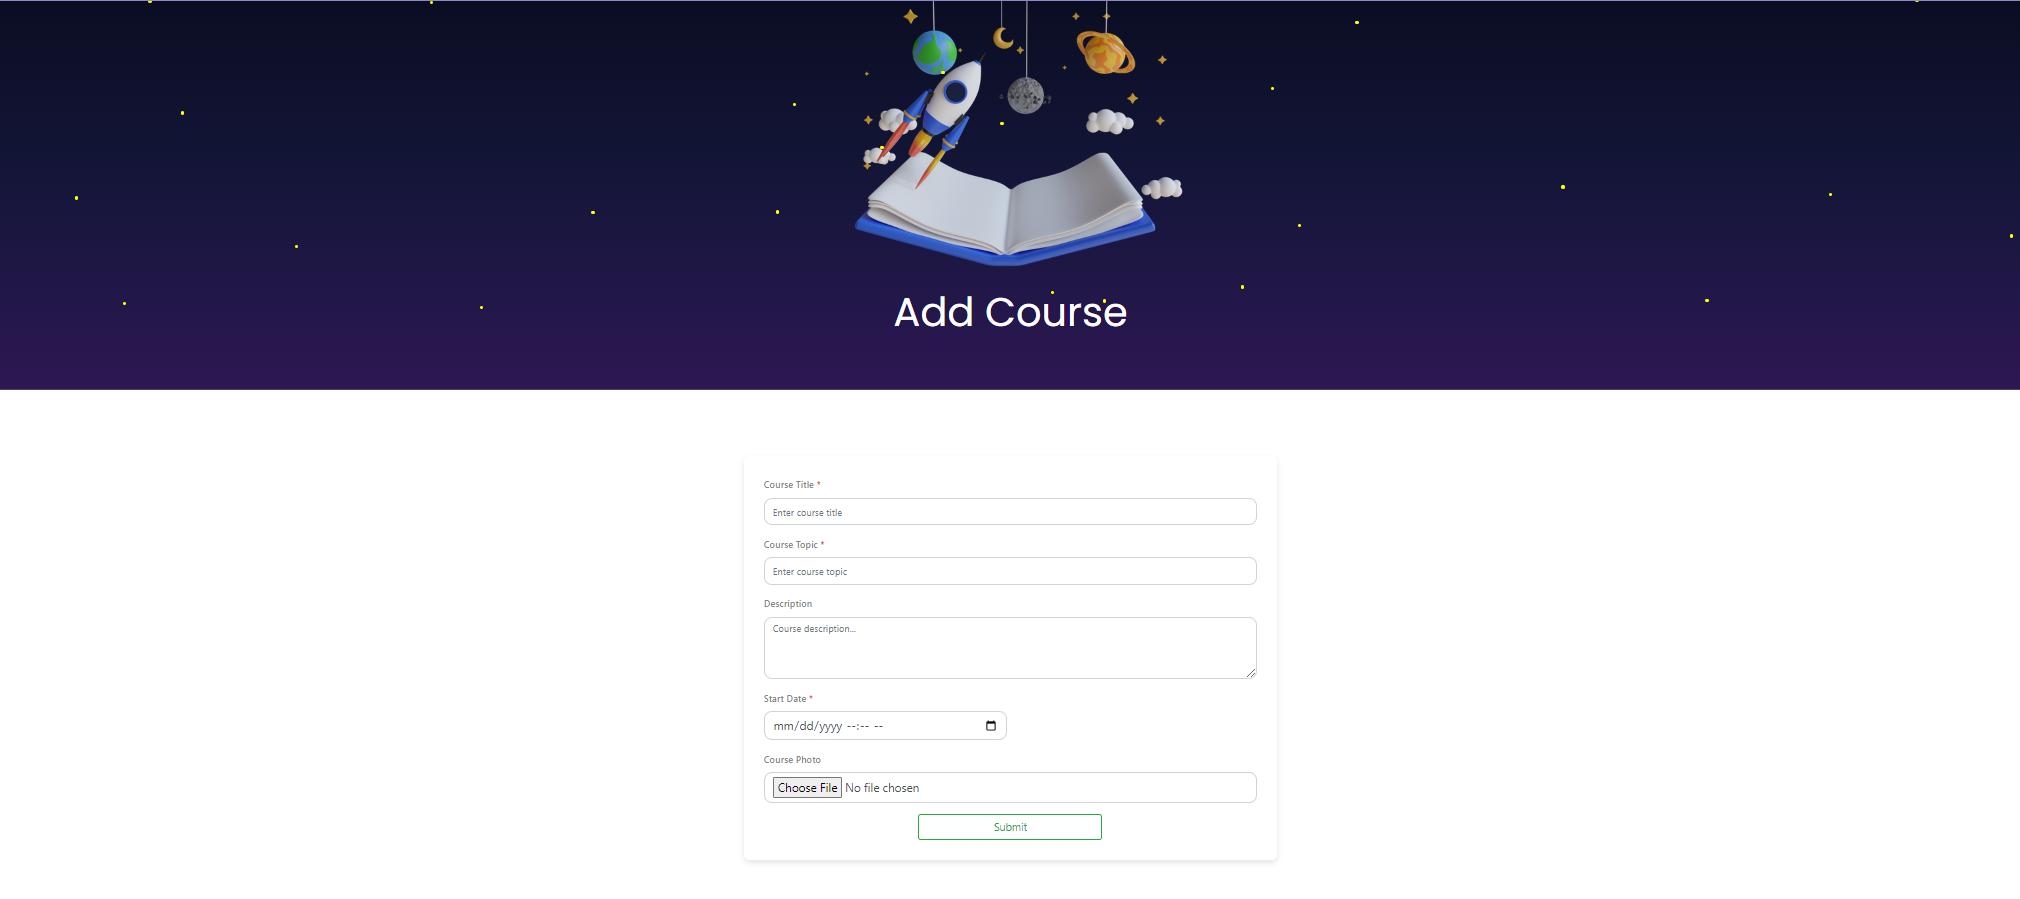 Add Course
Course Title *
Enter course title
Course Topic *
Enter course topic
Description
Course description...
Start Date *
mm/dd/yyyy --:-- --
Course Photo
Choose File No file chosen
Submit